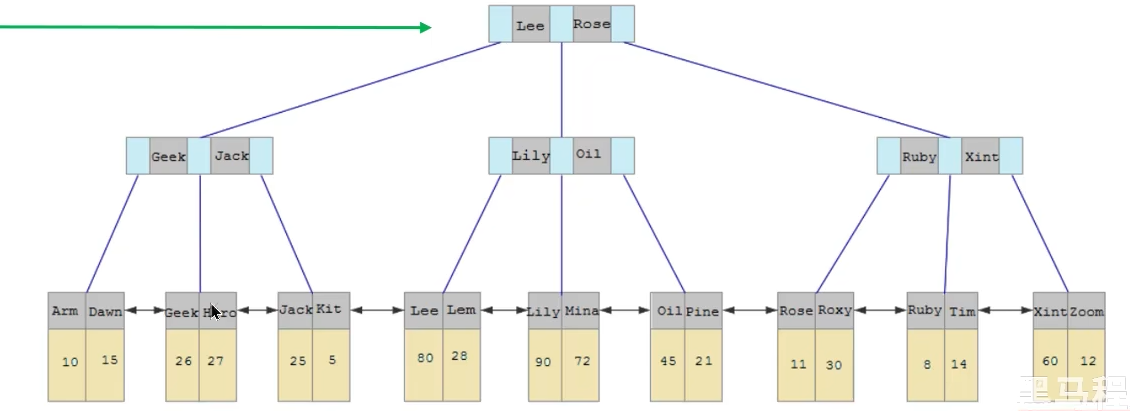 Lee Rose
Geek Jack Lily Oil Ruby Xint
Arm Dawn Geek Hero Jack Kit Lee Lem Lily Mina Oil Pine Rose Roxy Ruby Tim Xint Zoom
10 15 26 27 25 5 80 28 90 72 45 21 11 30 8 14 60 12
黑马程